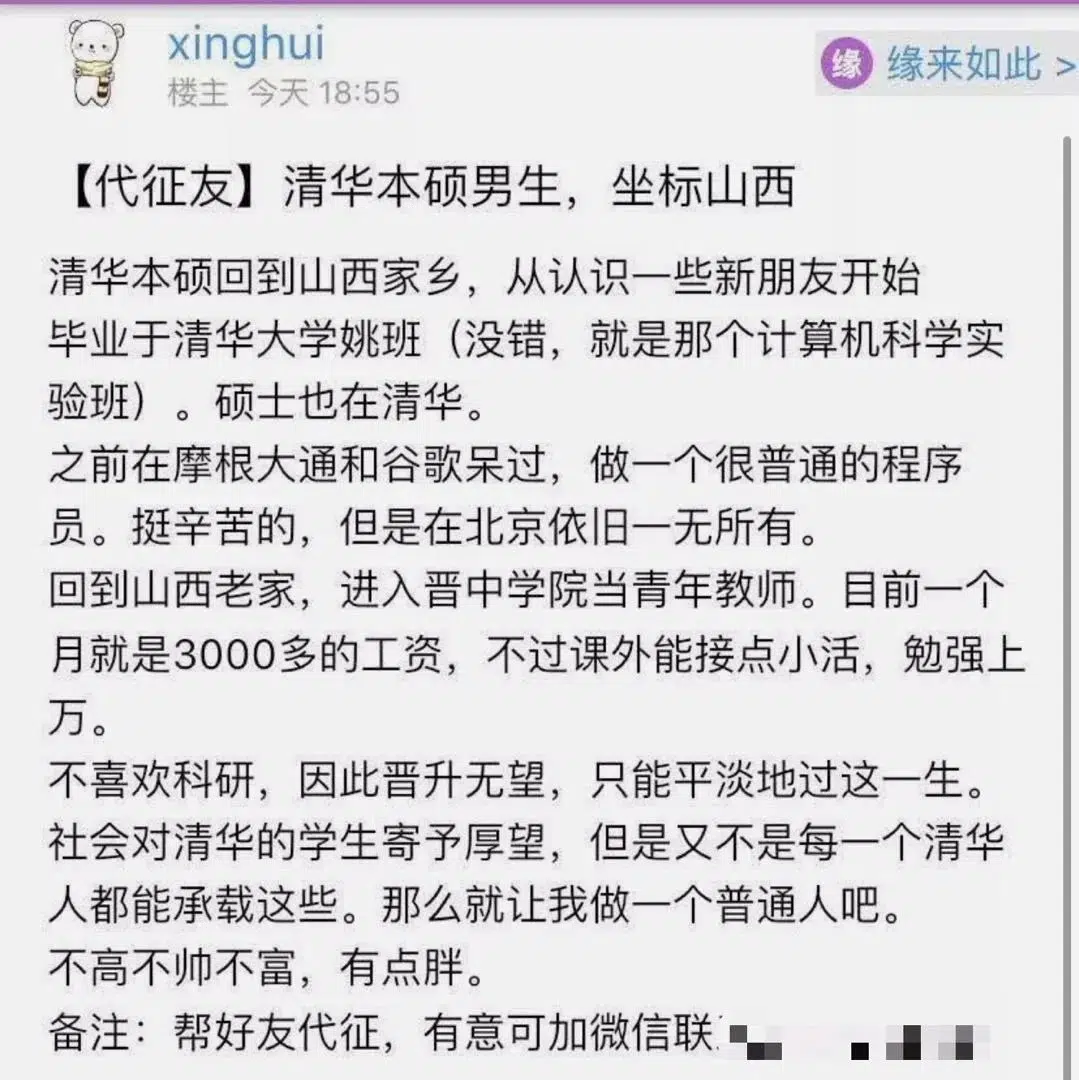 xinghui
楼主 今天 18:55
缘 缘来如此 >
【代征友】清华本硕男生，坐标山西
清华本硕回到山西家乡，从认识一些新朋友开始
毕业于清华大学姚班（没错，就是那个计算机科学实
验班）。硕士也在清华。
之前在摩根大通和谷歌呆过，做一个很普通的程序
员。挺辛苦的，但是在北京依旧一无所有。
回到山西老家，进入晋中学院当青年教师。目前一个
月就是3000多的工资，不过课外能接点小活，勉强上
万。
不喜欢科研，因此晋升无望，只能平淡地过这一生。
社会对清华的学生寄予厚望，但是又不是每一个清华
人都能承载这些。那么就让我做一个普通人吧。
不高不帅不富，有点胖。
备注：帮好友代征，有意可加微信联